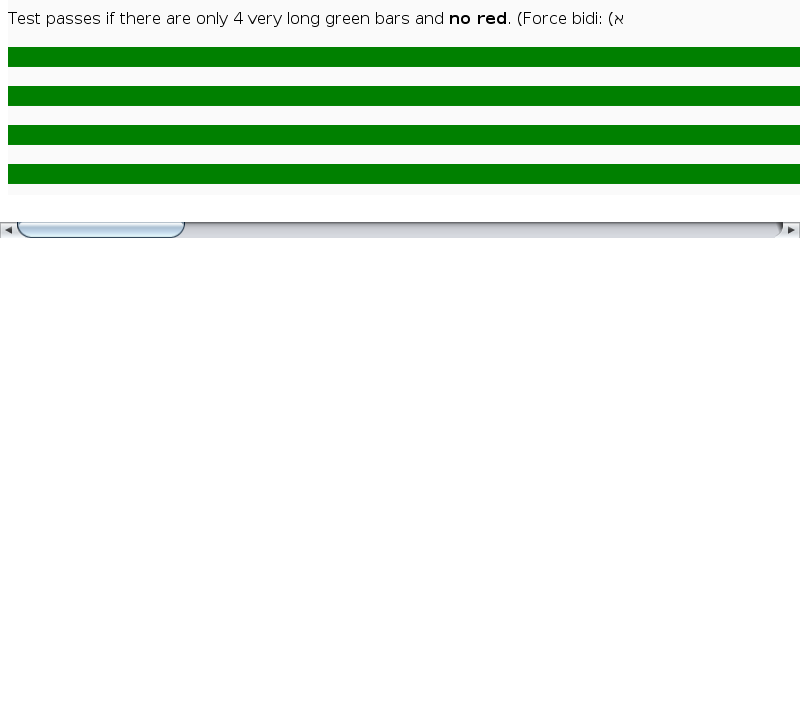 Test passes if there are only 4 very long green bars and no red. (Force bidi: (א